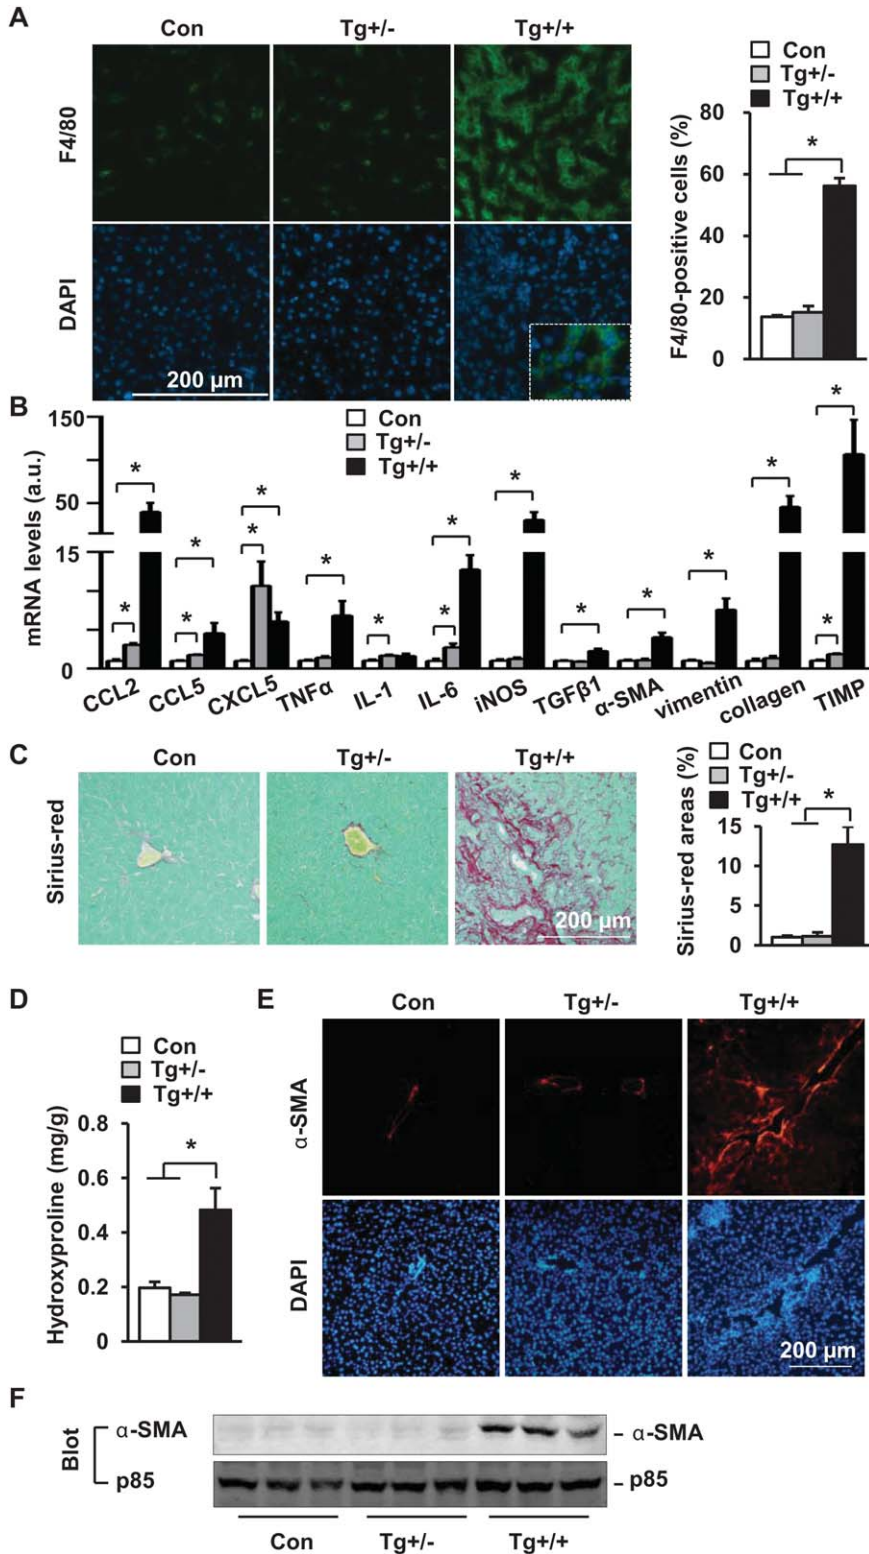 A
Con Tg+/- Tg+/+
F4/80
DAPI
200 μm
Con
Tg+/-
Tg+/+
F4/80-positive cells (%)
80
60
40
20
0
*
B
mRNA levels (a.u.)
150
50
15
0
Con
Tg+/-
Tg+/+
* * * * * * * * * * * * * * * *
CCL2 CCL5 CXCL5 TNFα IL-1 IL-6 iNOS TGFβ1 α-SMA vimentin collagen TIMP
C
Con Tg+/- Tg+/+
Sirius-red
200 μm
Con
Tg+/-
Tg+/+
Sirius-red areas (%)
15
10
5
0
*
D
Con
Tg+/-
Tg+/+
Hydroxyproline (mg/g)
0.8
0.6
0.4
0.2
0
*
E
Con Tg+/- Tg+/+
α-SMA
DAPI
200 μm
F
Blot
α-SMA – α-SMA
p85 – p85
Con Tg+/- Tg+/+